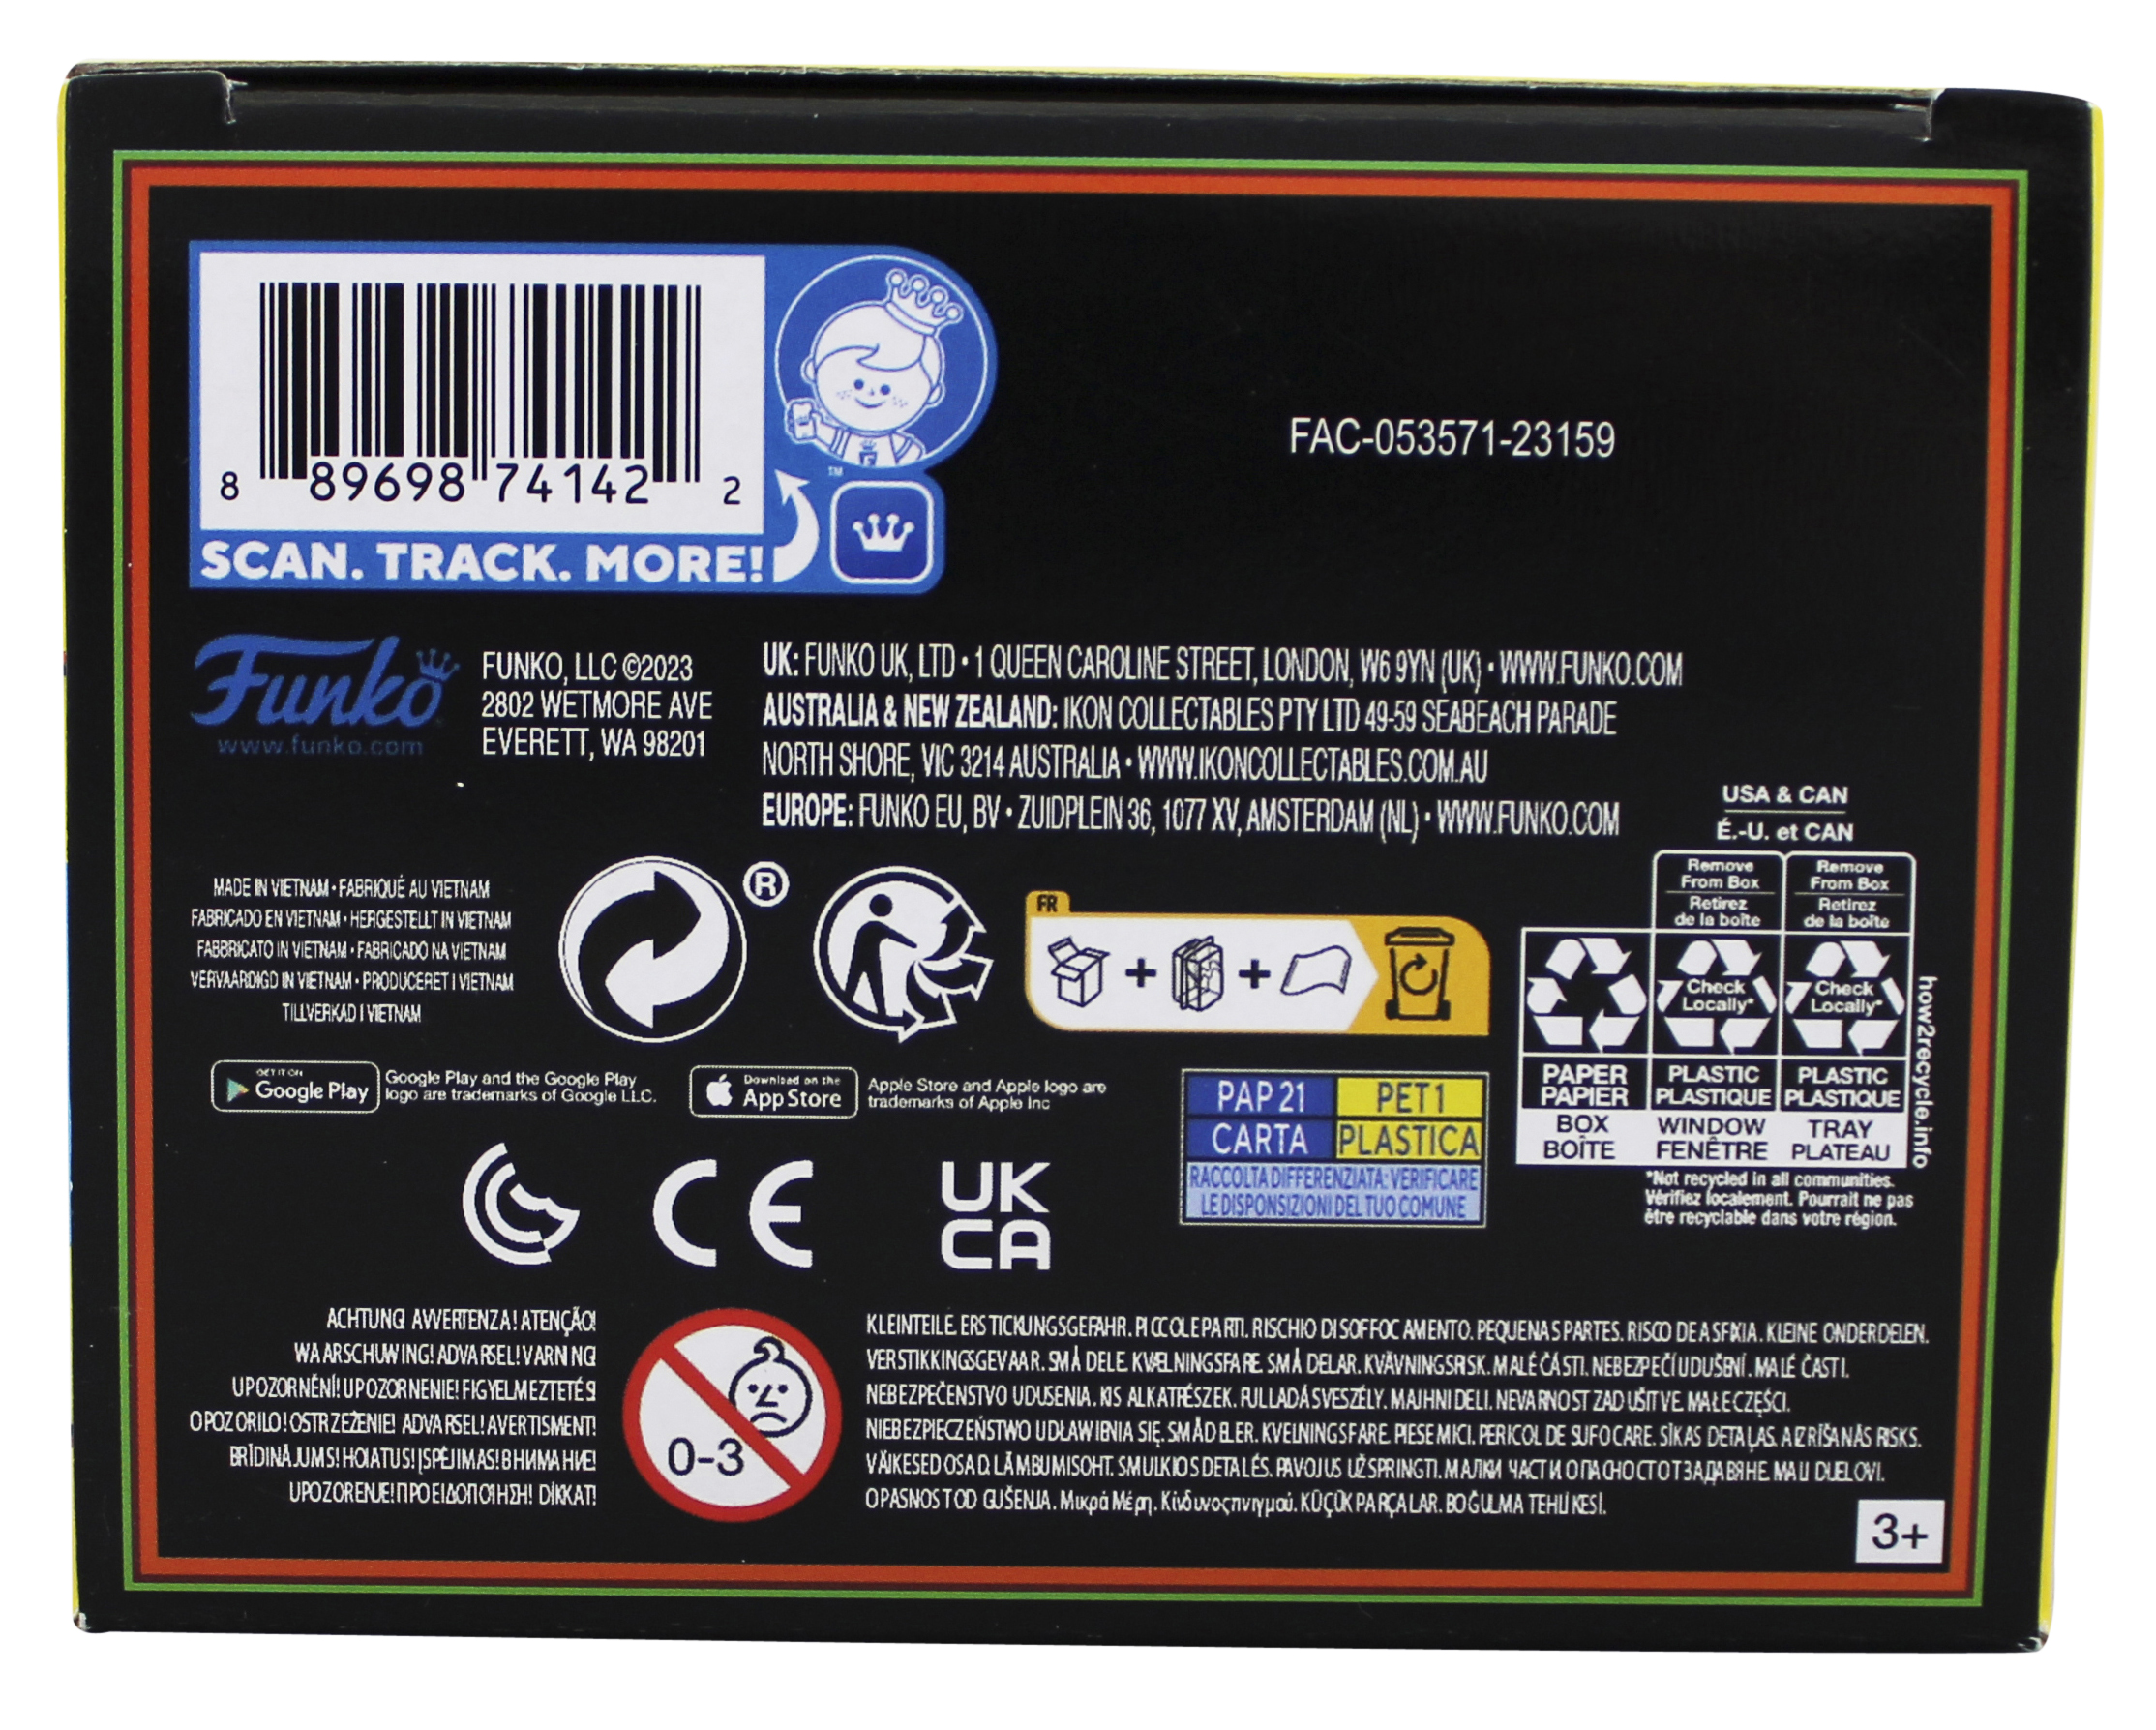 8 89698 74142 2
TM
SCAN. TRACK. MORE!
FAC-053571-23159
Funko
www.funko.com
FUNKO, LLC ©2023
2802 WETMORE AVE
EVERETT, WA 98201
UK: FUNKO UK, LTD • 1 QUEEN CAROLINE STREET, LONDON, W6 9YN (UK) • WWW.FUNKO.COM
AUSTRALIA & NEW ZEALAND: IKON COLLECTABLES PTY LTD 49-59 SEABEACH PARADE
NORTH SHORE, VIC 3214 AUSTRALIA • WWW.IKONCOLLECTABLES.COM.AU
EUROPE: FUNKO EU, BV • ZUIDPLEIN 36, 1077 XV, AMSTERDAM (NL) • WWW.FUNKO.COM
MADE IN VIETNAM • FABRIQUÉ AU VIETNAM
FABRICADO EN VIETNAM • HERGESTELLT IN VIETNAM
FABBRICATO IN VIETNAM • FABRICADO NA VIETNAM
VERVAARDIGD IN VIETNAM • PRODUCERET I VIETNAM
TILLVERKAD I VIETNAM
®
FR
USA & CAN
É.-U. et CAN
Remove
From Box
Retirez
de la boîte
Remove
From Box
Retirez
de la boîte
Check
Locally*
Check
Locally*
PAPER
PAPIER
PLASTIC
PLASTIQUE
PLASTIC
PLASTIQUE
BOX
BOÎTE
WINDOW
FENÊTRE
TRAY
PLATEAU
how2recycle.info
*Not recycled in all communities.
Vérifiez localement. Pourrait ne pas
être recyclable dans votre région.
GET IT ON
Google Play
Google Play and the Google Play
logo are trademarks of Google LLC.
Download on the
App Store
Apple Store and Apple logo are
trademarks of Apple Inc
PAP 21
CARTA
PET 1
PLASTICA
RACCOLTA DIFFERENZIATA: VERIFICARE
LE DISPONSIZIONI DEL TUO COMUNE
CE
UK
CA
ACHTUNG! AVVERTENZA! ATENÇÃO!
WAARSCHUWING! ADVARSEL! VARNING
UPOZORNĚNÍ! UPOZORNENIE! FIGYELMEZTETÉS!
OPOZORILO! OSTRZEŻENIE! ADVARSEL! AVERTISMENT!
BRĪDINĀJUMS! HOIATUS! ĮSPĖJIMAS! ВНИМАНИЕ!
UPOZORENJE! ΠΡΟΕΙΔΟΠΟΙΗΣΗ! DİKKAT!
0-3
KLEINTEILE. ERSTICKUNGSGEFAHR. PICCOLE PARTI. RISCHIO DI SOFFOCAMENTO. PEQUENAS PARTES. RISCO DE ASFIXIA. KLEINE ONDERDELEN.
VERSTIKKINGSGEVAAR. SMÅ DELE. KVÆLNINGSFARE. SMÅ DELAR. KVÄVNINGSRISK. MALÉ ČÁSTI. NEBEZPEČÍ UDUŠENÍ. MALÉ ČASTI.
NEBEZPEČENSTVO UDUSENIA. KIS ALKATRÉSZEK. FULLADÁSVESZÉLY. MAJHNI DELI. NEVARNOST ZADUŠITVE. MAŁE CZĘŚCI.
NIEBEZPIECZEŃSTWO UDŁAWIENIA SIĘ. SMÅ DELER. KVELNINGSFARE. PIESE MICI. PERICOL DE SUFOCARE. SĪKAS DETAĻAS. AIZRĪŠANĀS RISKS.
VÄIKESED OSAD. LÄMBUMISOHT. SMULKIOS DETALĖS. PAVOJUS UŽSPRINGTI. МАЛКИ ЧАСТИ. ОПАСНОСТ ОТ ЗАДАВЯНЕ. MALI DIJELOVI.
OPASNOST OD GUŠENJA. Μικρά Μέρη. Κίνδυνος πνιγμού. KÜÇÜK PARÇALAR. BOĞULMA TEHLİKESİ.
3+